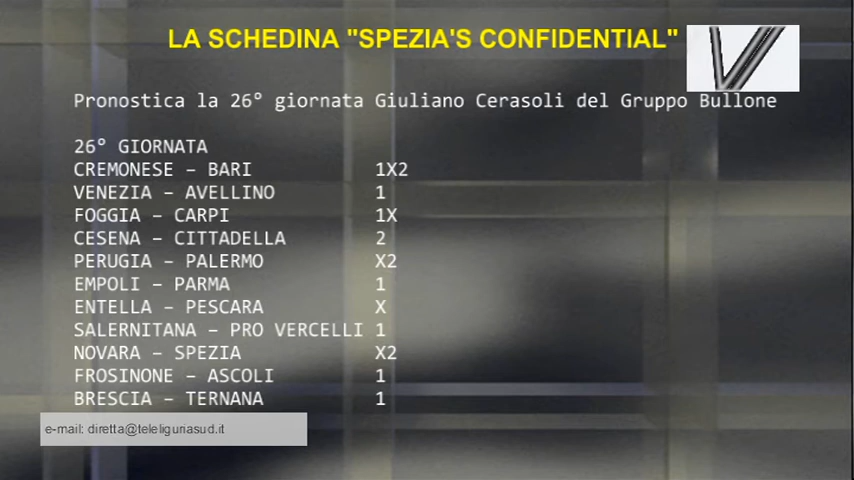 LA SCHEDINA "SPEZIA'S CONFIDENTIAL"
V
Pronostica la 26° giornata Giuliano Cerasoli del Gruppo Bullone
26° GIORNATA
CREMONESE – BARI 1X2
VENEZIA – AVELLINO 1
FOGGIA – CARPI 1X
CESENA – CITTADELLA 2
PERUGIA – PALERMO X2
EMPOLI – PARMA 1
ENTELLA – PESCARA X
SALERNITANA – PRO VERCELLI 1
NOVARA – SPEZIA X2
FROSINONE – ASCOLI 1
BRESCIA – TERNANA 1
e-mail: diretta@teleliguriasud.it